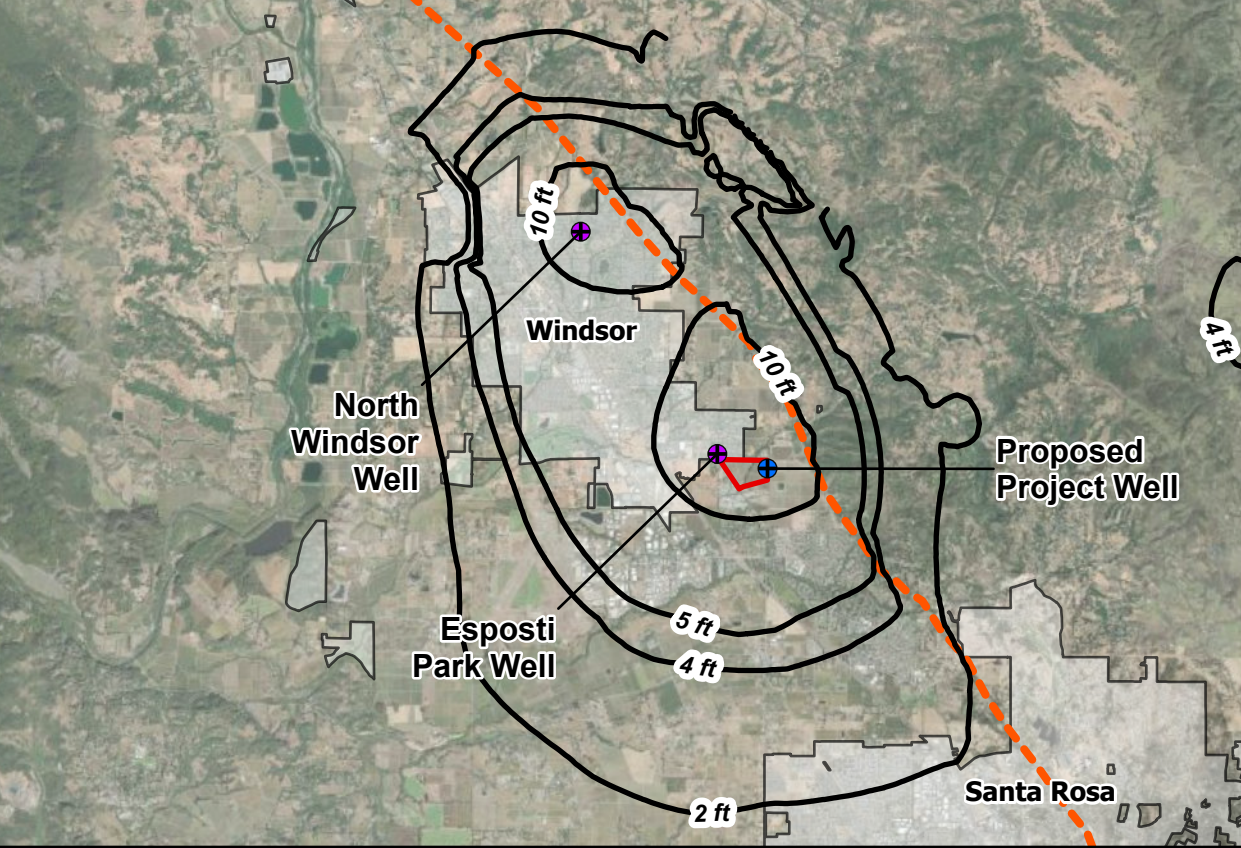 10 ft
Windsor
4 ft
10 ft
North
Windsor
Well
Proposed
Project Well
5 ft
Esposti
Park Well
4 ft
Santa Rosa
2 ft